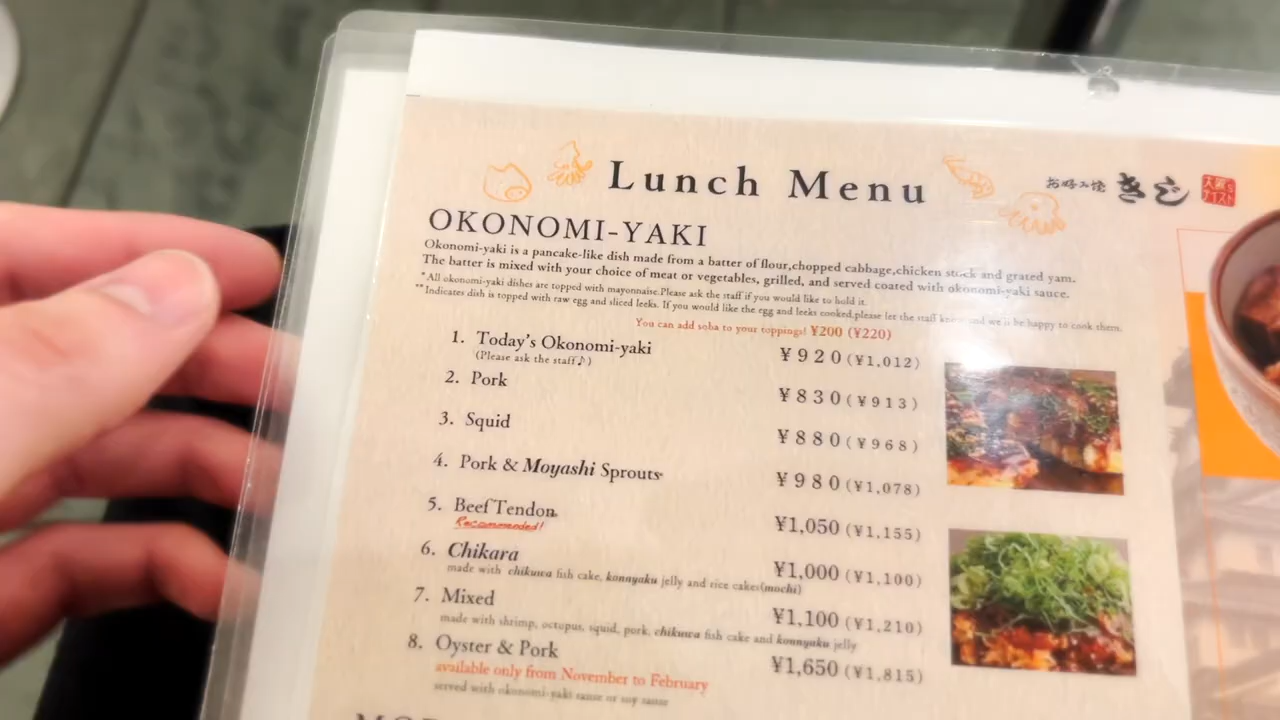 Lunch Menu
お好み焼 きじ
大阪を
OKONOMI-YAKI
Okonomi-yaki is a pancake-like dish made from a batter of flour,chopped cabbage,chicken stock and grated yam.
The batter is mixed with your choice of meat or vegetables, grilled, and served coated with okonomi-yaki sauce.
*All okonomi-yaki dishes are topped with mayonnaise.Please ask the staff if you would like to hold it.
**Indicates dish is topped with raw egg and sliced leeks. If you would like the egg and leeks cooked,please let the staff know and we'll be happy to cook them.
You can add soba to your toppings! ¥200 (¥220)
1. Today's Okonomi-yaki ¥920(¥1,012)
(Please ask the staff♪)
2. Pork ¥830(¥913)
3. Squid ¥880(¥968)
4. Pork & Moyashi Sprouts ¥980(¥1,078)
5. Beef Tendon ¥1,050(¥1,155)
Recommended!
6. Chikara ¥1,000(¥1,100)
made with chikuwa fish cake, konnyaku jelly and rice cakes(mochi)
7. Mixed ¥1,100(¥1,210)
made with shrimp, octopus, squid, pork, chikuwa fish cake and konnyaku jelly
8. Oyster & Pork ¥1,650(¥1,815)
available only from November to February
served with okonomi-yaki sauce or soy sauce